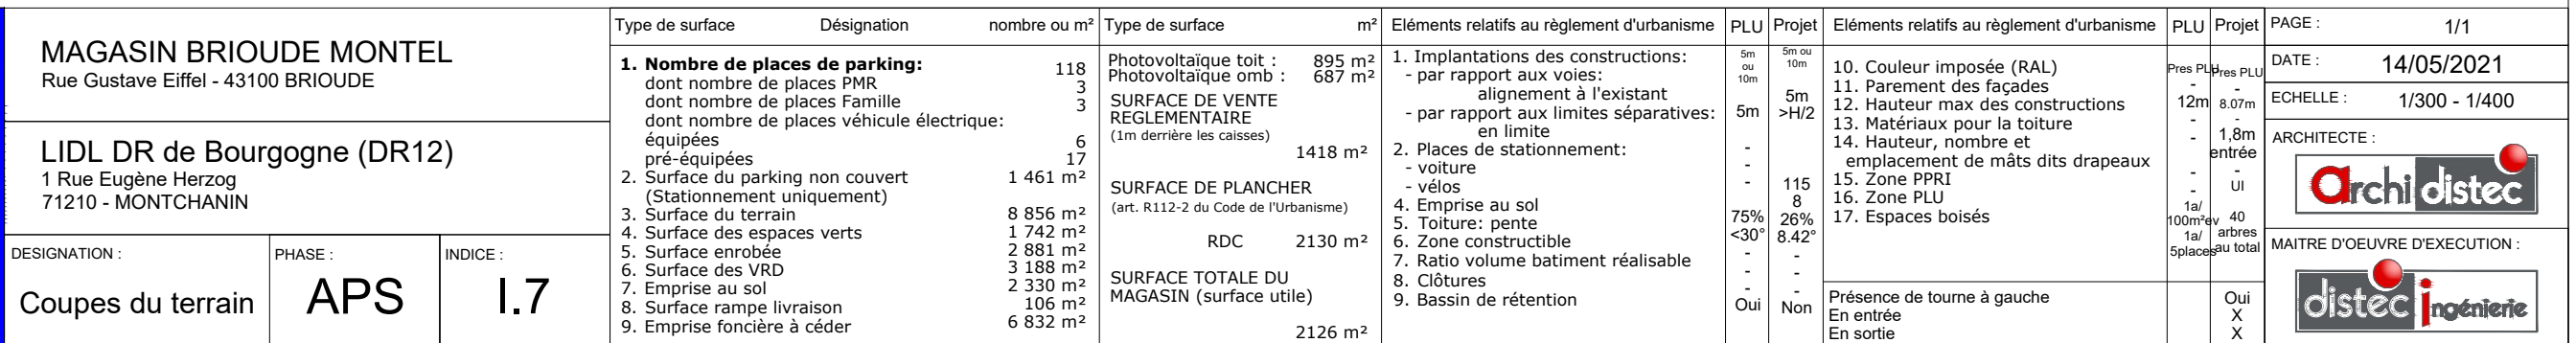 MAGASIN BRIOUDE MONTEL
Rue Gustave Eiffel - 43100 BRIOUDE
LIDL DR de Bourgogne (DR12)
1 Rue Eugène Herzog
71210 - MONTCHANIN
DESIGNATION :
Coupes du terrain
PHASE :
APS
INDICE :
I.7
Type de surface Désignation nombre ou m²
1. Nombre de places de parking: 118
dont nombre de places PMR 3
dont nombre de places Famille 3
dont nombre de places véhicule électrique:
équipées 6
pré-équipées 17
2. Surface du parking non couvert 1 461 m²
(Stationnement uniquement)
3. Surface du terrain 8 856 m²
4. Surface des espaces verts 1 742 m²
5. Surface enrobée 2 881 m²
6. Surface des VRD 3 188 m²
7. Emprise au sol 2 330 m²
8. Surface rampe livraison 106 m²
9. Emprise foncière à céder 6 832 m²
Type de surface m²
Photovoltaïque toit : 895 m²
Photovoltaïque omb : 687 m²
SURFACE DE VENTE
REGLEMENTAIRE
(1m derrière les caisses)
1418 m²
SURFACE DE PLANCHER
(art. R112-2 du Code de l'Urbanisme)
RDC 2130 m²
SURFACE TOTALE DU
MAGASIN (surface utile)
2126 m²
Eléments relatifs au règlement d'urbanisme PLU Projet
1. Implantations des constructions:
- par rapport aux voies:
alignement à l'existant
- par rapport aux limites séparatives:
en limite
2. Places de stationnement:
- voiture
- vélos
4. Emprise au sol
5. Toiture: pente
6. Zone constructible
7. Ratio volume batiment réalisable
8. Clôtures
9. Bassin de rétention
5m
ou
10m
5m
-
-
-
75%
<30°
-
-
-
Oui
5m ou
10m
5m
>H/2
115
8
26%
8.42°
-
-
-
Non
Eléments relatifs au règlement d'urbanisme PLU Projet
10. Couleur imposée (RAL)
11. Parement des façades
12. Hauteur max des constructions
13. Matériaux pour la toiture
14. Hauteur, nombre et
emplacement de mâts dits drapeaux
15. Zone PPRI
16. Zone PLU
17. Espaces boisés
Pres PLU
-
12m
-
-
-
-
1a/
100m²ev
1a/
5places
Pres PLU
-
8.07m
-
1,8m
entrée
-
UI
40
arbres
au total
Présence de tourne à gauche Oui
En entrée X
En sortie X
PAGE : 1/1
DATE : 14/05/2021
ECHELLE : 1/300 - 1/400
ARCHITECTE :
archi distec
MAITRE D'OEUVRE D'EXECUTION :
distec ingénierie